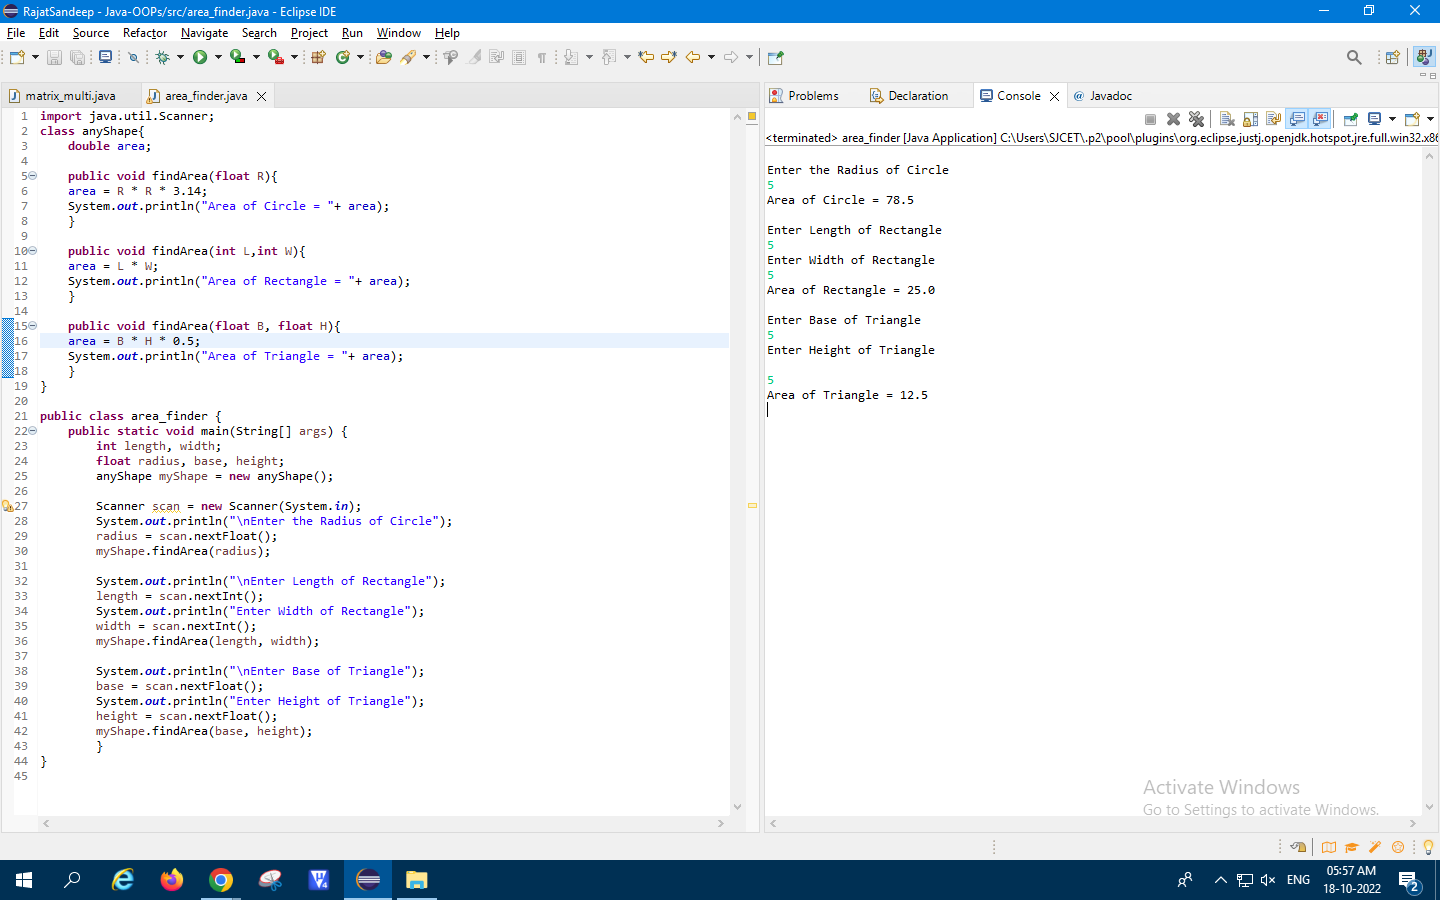 RajatSandeep - Java-OOPs/src/area_finder.java - Eclipse IDE
File Edit Source Refactor Navigate Search Project Run Window Help
matrix_multi.java area_finder.java
1 import java.util.Scanner;
2 class anyShape{
3 double area;
4
5 public void findArea(float R){
6 area = R * R * 3.14;
7 System.out.println("Area of Circle = "+ area);
8 }
9
10 public void findArea(int L,int W){
11 area = L * W;
12 System.out.println("Area of Rectangle = "+ area);
13 }
14
15 public void findArea(float B, float H){
16 area = B * H * 0.5;
17 System.out.println("Area of Triangle = "+ area);
18 }
19 }
20
21 public class area_finder {
22 public static void main(String[] args) {
23 int length, width;
24 float radius, base, height;
25 anyShape myShape = new anyShape();
26
27 Scanner scan = new Scanner(System.in);
28 System.out.println("\nEnter the Radius of Circle");
29 radius = scan.nextFloat();
30 myShape.findArea(radius);
31
32 System.out.println("\nEnter Length of Rectangle");
33 length = scan.nextInt();
34 System.out.println("Enter Width of Rectangle");
35 width = scan.nextInt();
36 myShape.findArea(length, width);
37
38 System.out.println("\nEnter Base of Triangle");
39 base = scan.nextFloat();
40 System.out.println("Enter Height of Triangle");
41 height = scan.nextFloat();
42 myShape.findArea(base, height);
43 }
44 }
45
Problems Declaration Console @ Javadoc
<terminated> area_finder [Java Application] C:\Users\SJCET\.p2\pool\plugins\org.eclipse.justj.openjdk.hotspot.jre.full.win32.x86
Enter the Radius of Circle
5
Area of Circle = 78.5
Enter Length of Rectangle
5
Enter Width of Rectangle
5
Area of Rectangle = 25.0
Enter Base of Triangle
5
Enter Height of Triangle
5
Area of Triangle = 12.5
Activate Windows
Go to Settings to activate Windows.
ENG
05:57 AM
18-10-2022
2